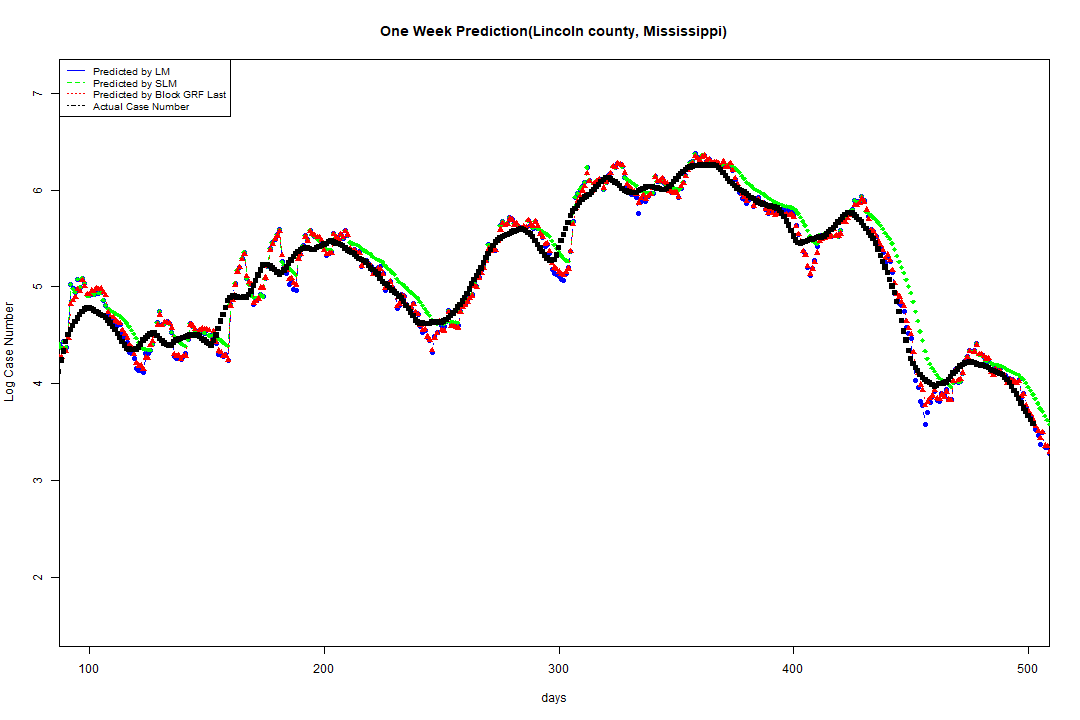 One Week Prediction(Lincoln county, Mississippi)
Predicted by LM
Predicted by SLM
Predicted by Block GRF Last
Actual Case Number
7
6
5
4
3
2
Log Case Number
100 200 300 400 500
days